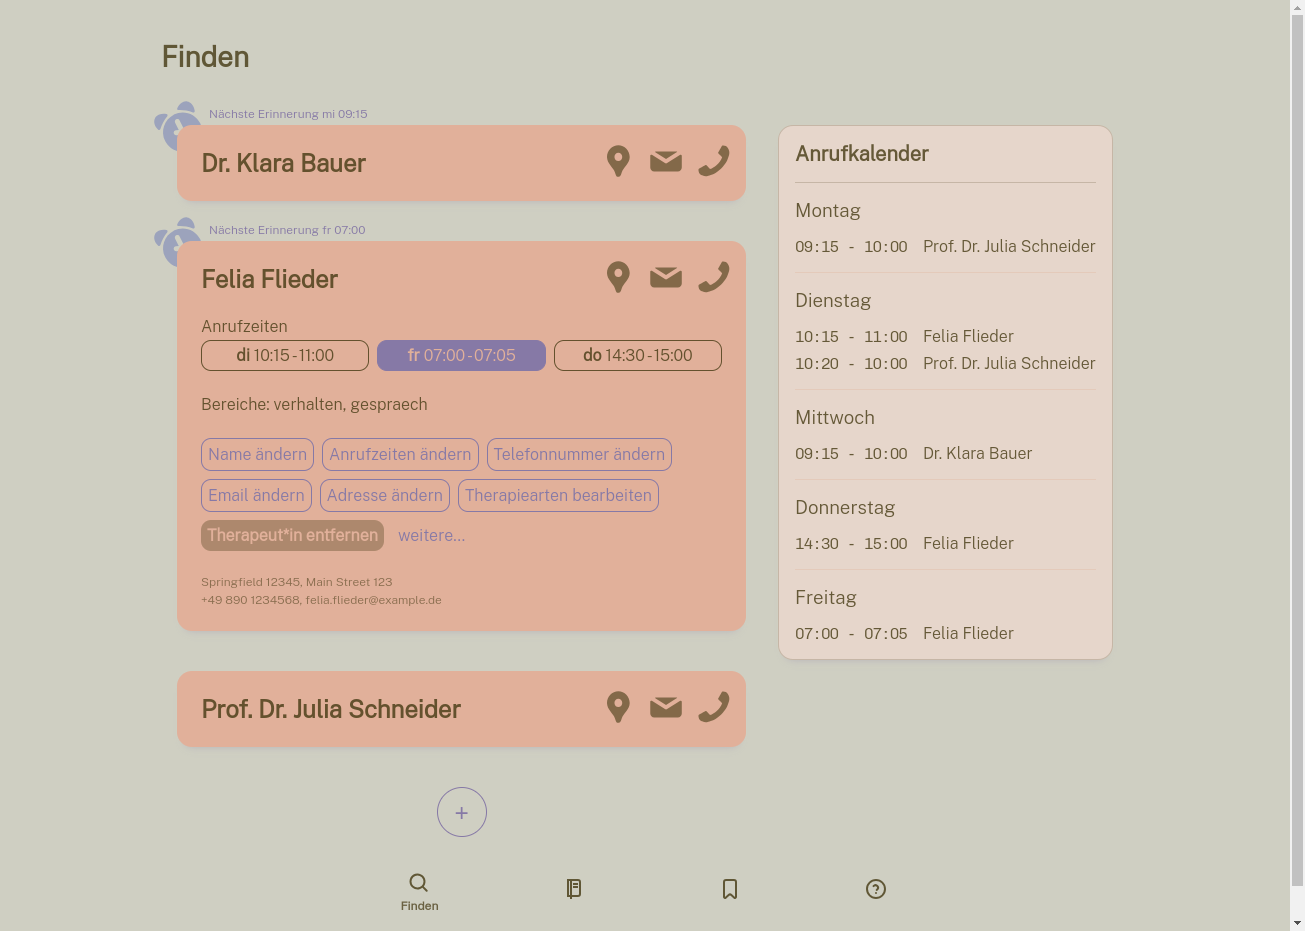 Finden
Nächste Erinnerung mi 09:15
Dr. Klara Bauer
Nächste Erinnerung fr 07:00
Felia Flieder
Anrufzeiten
di 10:15 - 11:00 fr 07:00 - 07:05 do 14:30 - 15:00
Bereiche: verhalten, gespraech
Name ändern Anrufzeiten ändern Telefonnummer ändern
Email ändern Adresse ändern Therapiearten bearbeiten
Therapeut*in entfernen weitere...
Springfield 12345, Main Street 123
+49 890 1234568, felia.flieder@example.de
Prof. Dr. Julia Schneider
+
Anrufkalender
Montag
09:15 - 10:00 Prof. Dr. Julia Schneider
Dienstag
10:15 - 11:00 Felia Flieder
10:20 - 10:00 Prof. Dr. Julia Schneider
Mittwoch
09:15 - 10:00 Dr. Klara Bauer
Donnerstag
14:30 - 15:00 Felia Flieder
Freitag
07:00 - 07:05 Felia Flieder
Finden